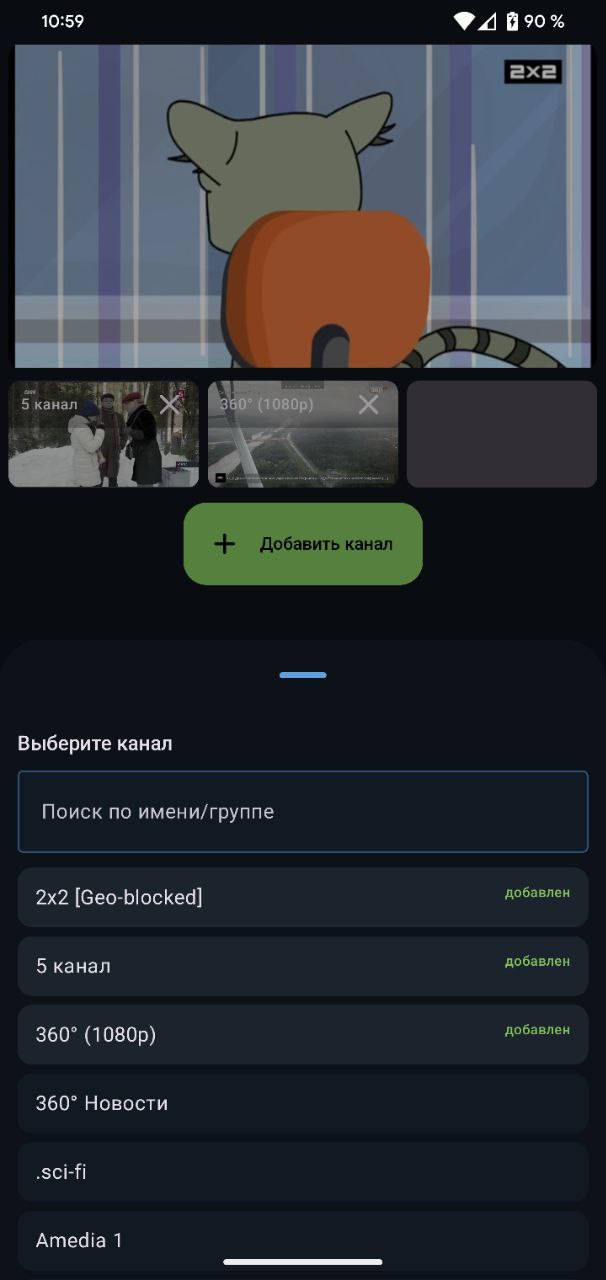 10:59
90 %
2X2
5 канал
360° (1080p)
Добавить канал
Выберите канал
Поиск по имени/группе
2x2 [Geo-blocked]
добавлен
5 канал
добавлен
360° (1080p)
добавлен
360° Новости
.sci-fi
Amedia 1